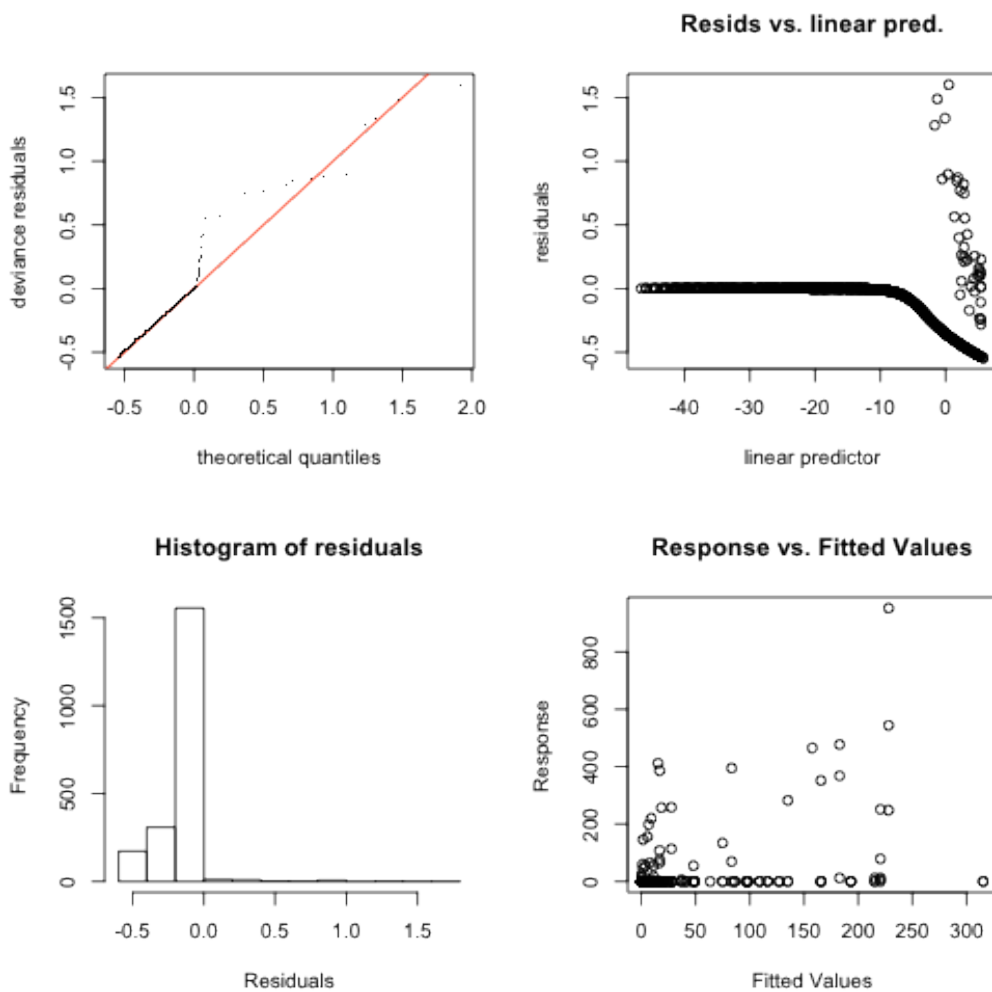 deviance residuals
1.5
1.0
0.5
0.0
-0.5
-0.5 0.0 0.5 1.0 1.5 2.0
theoretical quantiles
Resids vs. linear pred.
residuals
1.5
1.0
0.5
0.0
-0.5
-40 -30 -20 -10 0
linear predictor
Histogram of residuals
Frequency
1500
1000
500
0
-0.5 0.0 0.5 1.0 1.5
Residuals
Response vs. Fitted Values
Response
800
600
400
200
0
0 50 100 150 200 250 300
Fitted Values